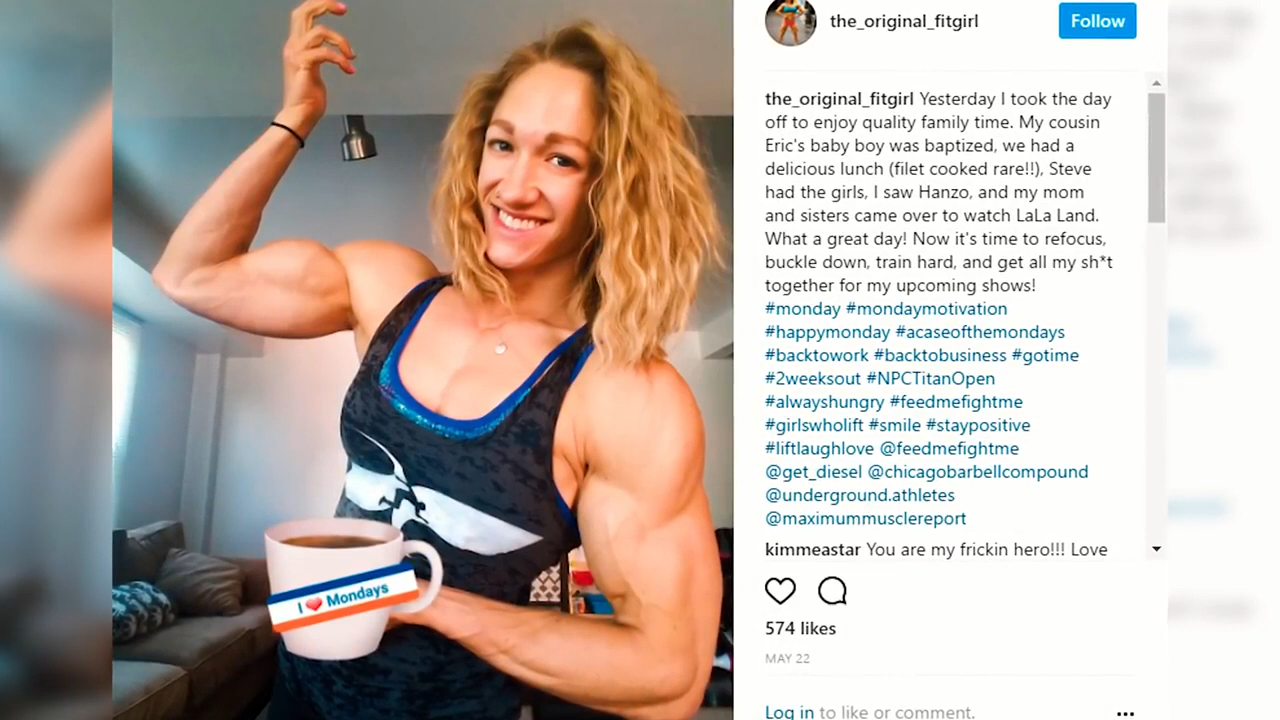 the_original_fitgirl
Follow
the_original_fitgirl Yesterday I took the day
off to enjoy quality family time. My cousin
Eric's baby boy was baptized, we had a
delicious lunch (filet cooked rare!!), Steve
had the girls, I saw Hanzo, and my mom
and sisters came over to watch LaLa Land.
What a great day! Now it's time to refocus,
buckle down, train hard, and get all my sh*t
together for my upcoming shows!
#monday #mondaymotivation
#happymonday #acaseofthemondays
#backtowork #backtobusiness #gotime
#2weeksout #NPCTitanOpen
#alwayshungry #feedmefightme
#girlswholift #smile #staypositive
#liftlaughlove @feedmefightme
@get_diesel @chicagobarbellcompound
@underground.athletes
@maximummusclereport
kimmeastar You are my frickin hero!!! Love
574 likes
MAY 22
Log in to like or comment.
I ❤ Mondays